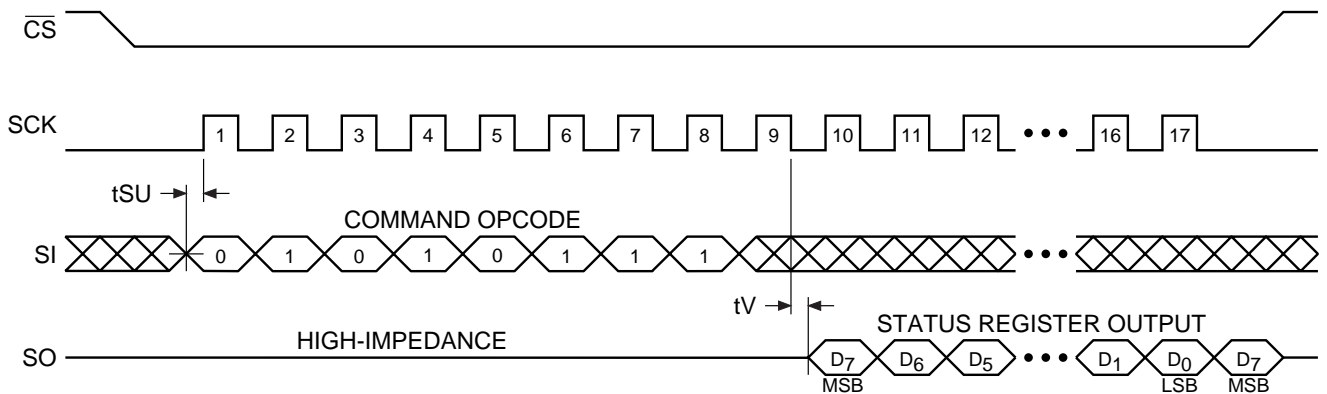 CS
SCK 1 2 3 4 5 6 7 8 9 10 11 12 ••• 16 17
tSU
COMMAND OPCODE
SI 0 1 0 1 0 1 1 1 •••
tV
HIGH-IMPEDANCE STATUS REGISTER OUTPUT
SO D7 D6 D5 ••• D1 D0 D7
MSB LSB MSB